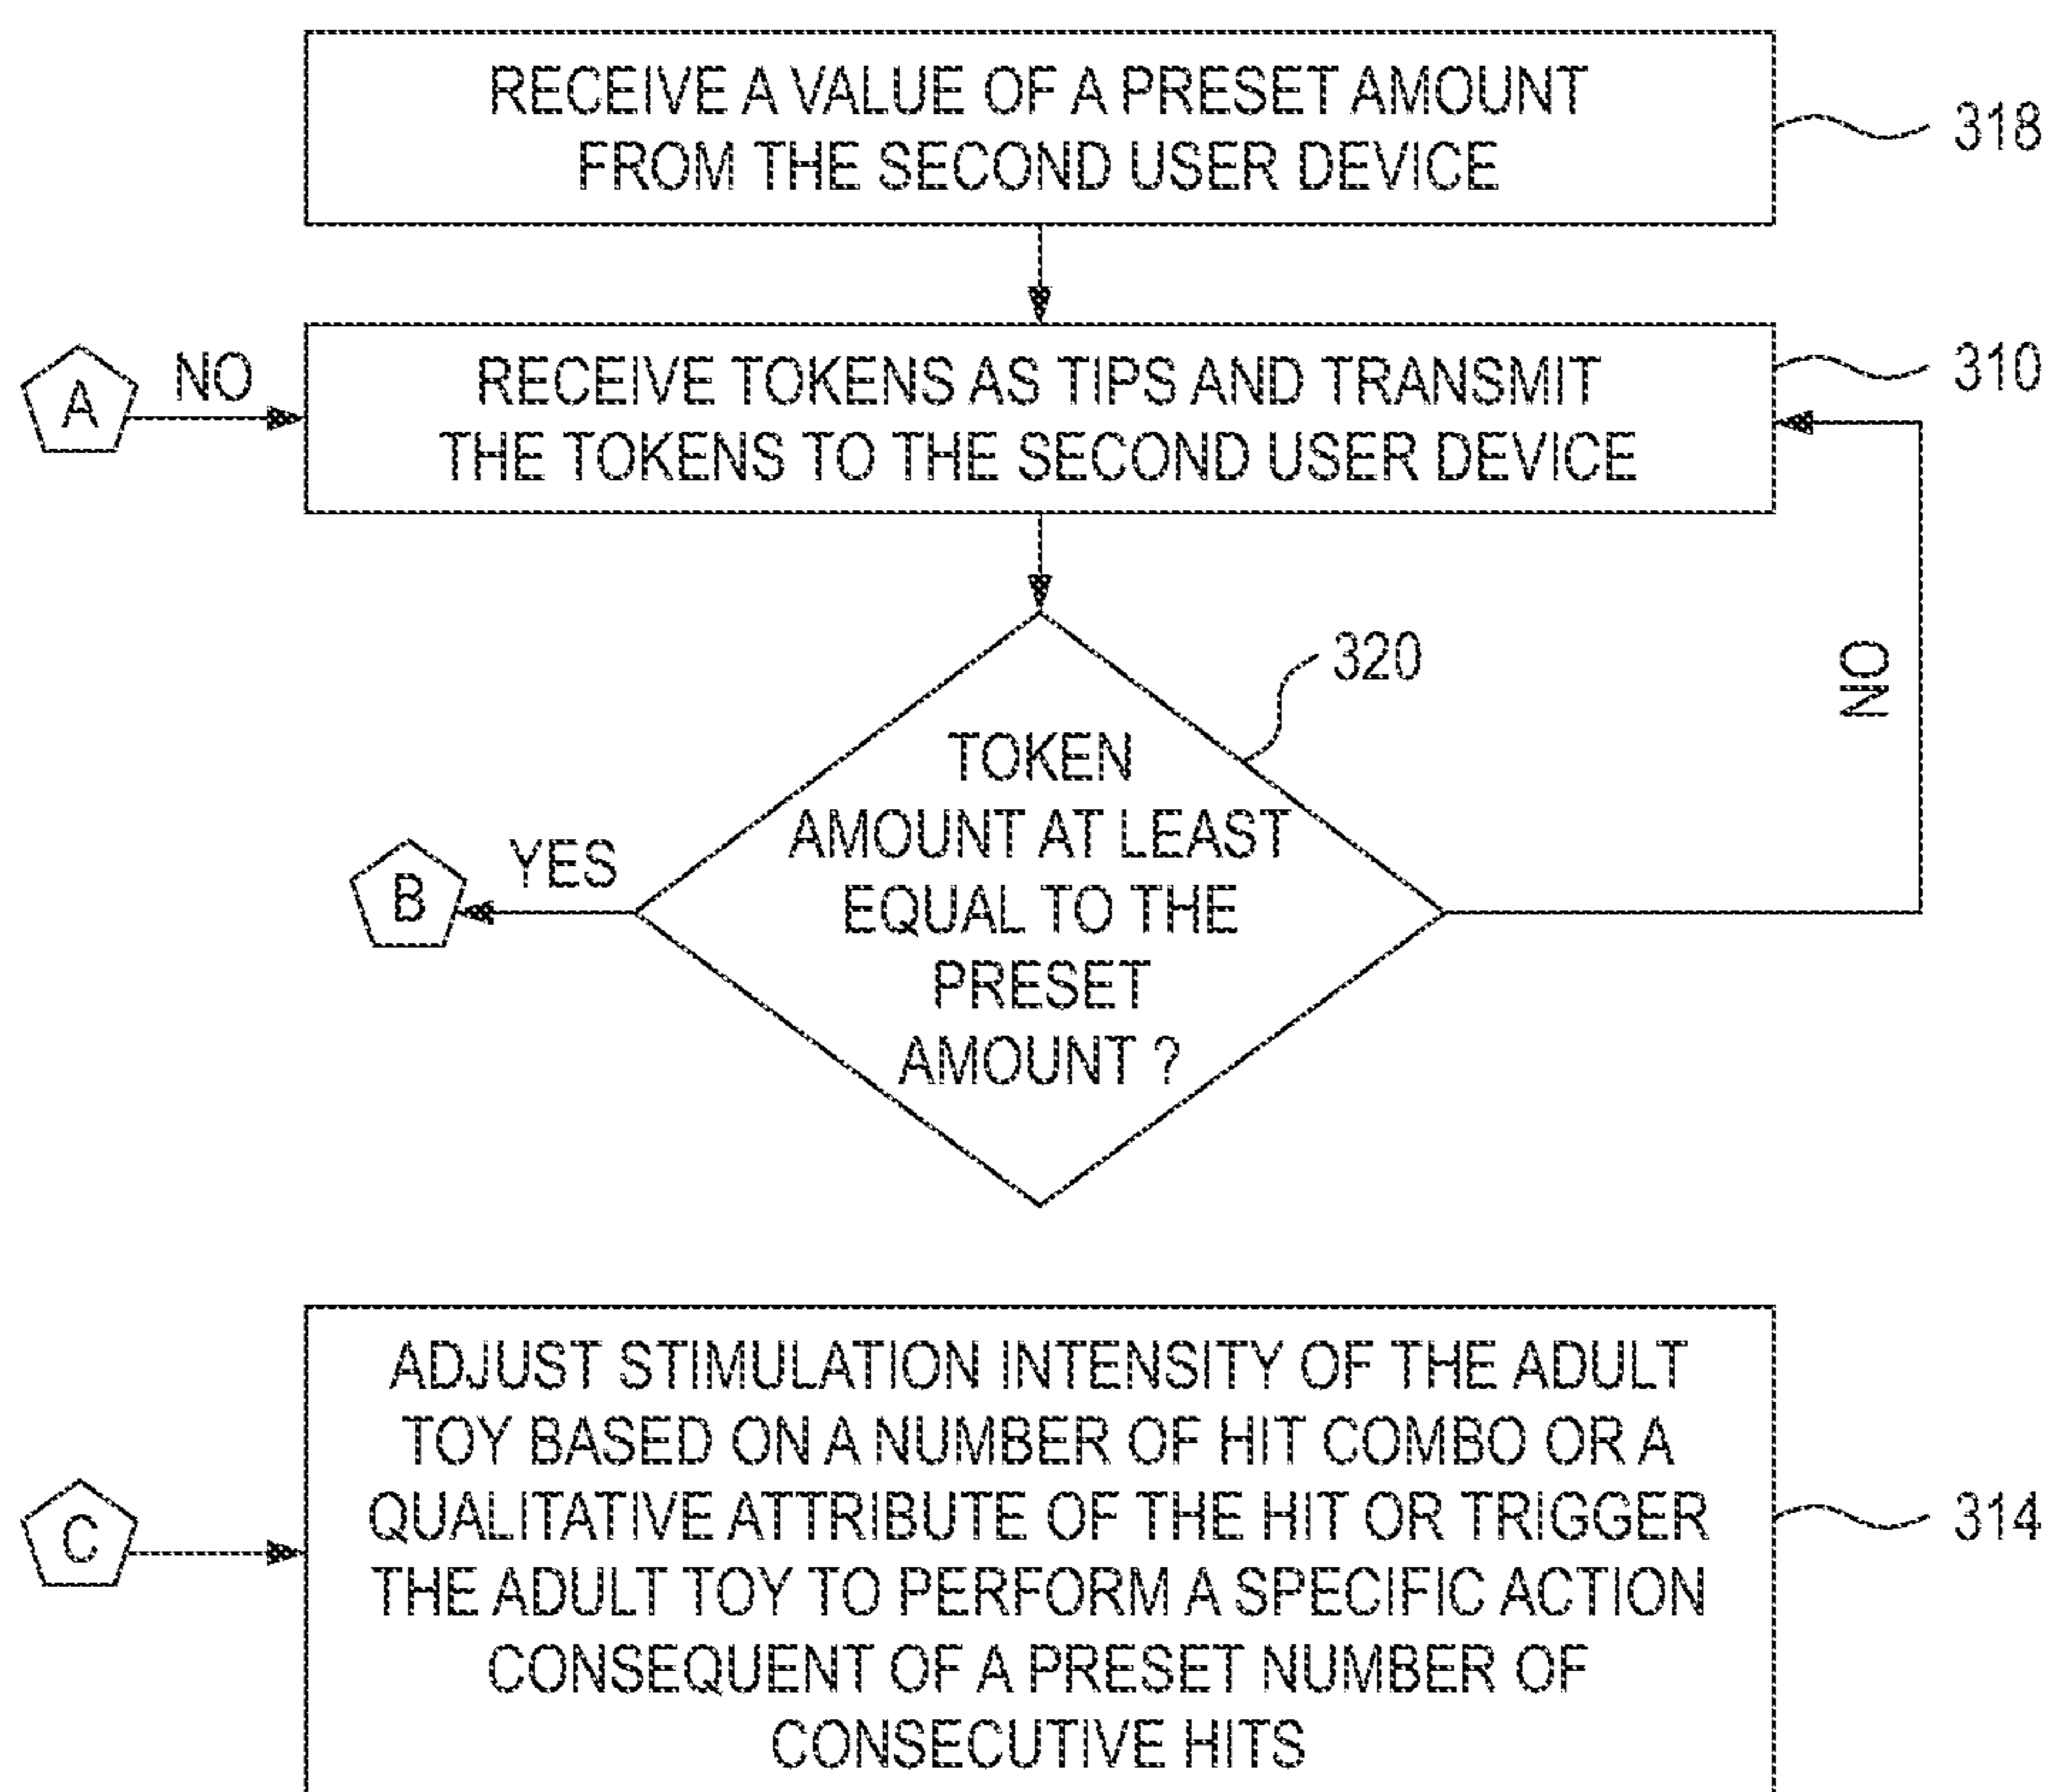 RECEIVE A VALUE OF A PRESET AMOUNT
FROM THE SECOND USER DEVICE
318
A
NO
RECEIVE TOKENS AS TIPS AND TRANSMIT
THE TOKENS TO THE SECOND USER DEVICE
310
320
NO
TOKEN
AMOUNT AT LEAST
EQUAL TO THE
PRESET
AMOUNT ?
YES
B
C
ADJUST STIMULATION INTENSITY OF THE ADULT
TOY BASED ON A NUMBER OF HIT COMBO OR A
QUALITATIVE ATTRIBUTE OF THE HIT OR TRIGGER
THE ADULT TOY TO PERFORM A SPECIFIC ACTION
CONSEQUENT OF A PRESET NUMBER OF
CONSECUTIVE HITS
314